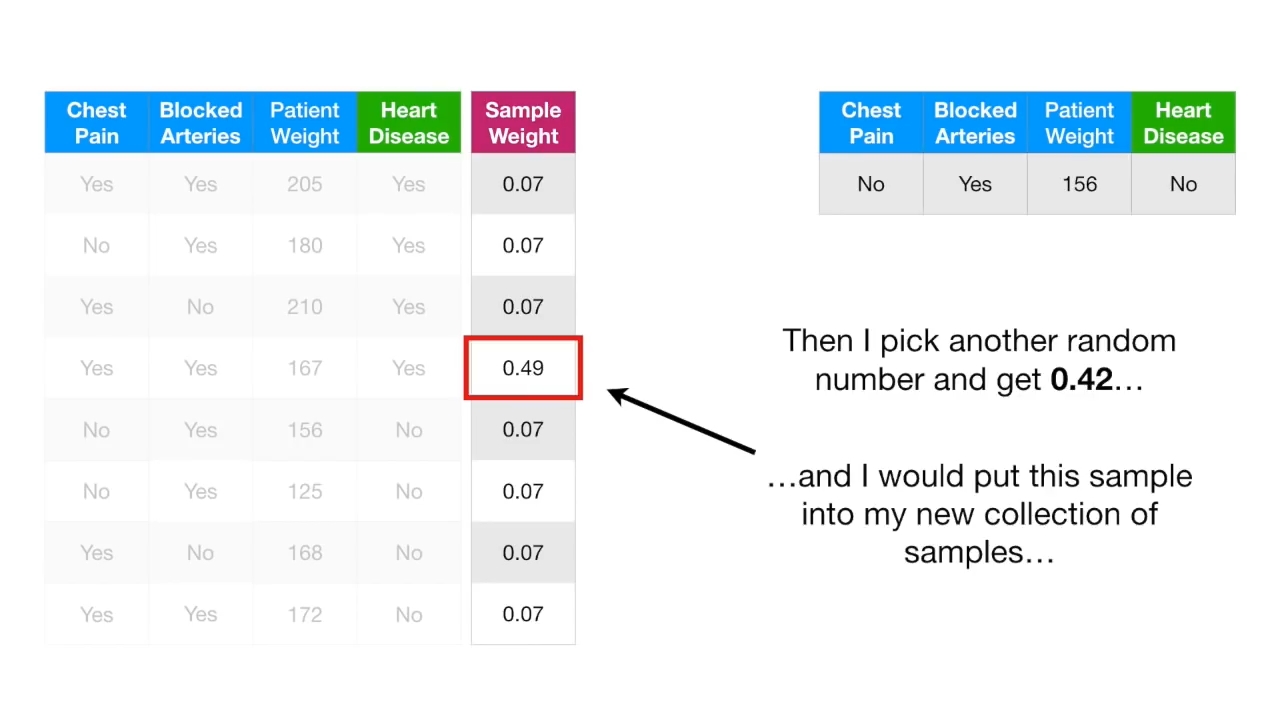 Chest Pain Blocked Arteries Patient Weight Heart Disease Sample Weight
Yes Yes 205 Yes 0.07
No Yes 180 Yes 0.07
Yes No 210 Yes 0.07
Yes Yes 167 Yes 0.49
No Yes 156 No 0.07
No Yes 125 No 0.07
Yes No 168 No 0.07
Yes Yes 172 No 0.07
Chest Pain Blocked Arteries Patient Weight Heart Disease
No Yes 156 No
Then I pick another random
number and get 0.42…
…and I would put this sample
into my new collection of
samples…